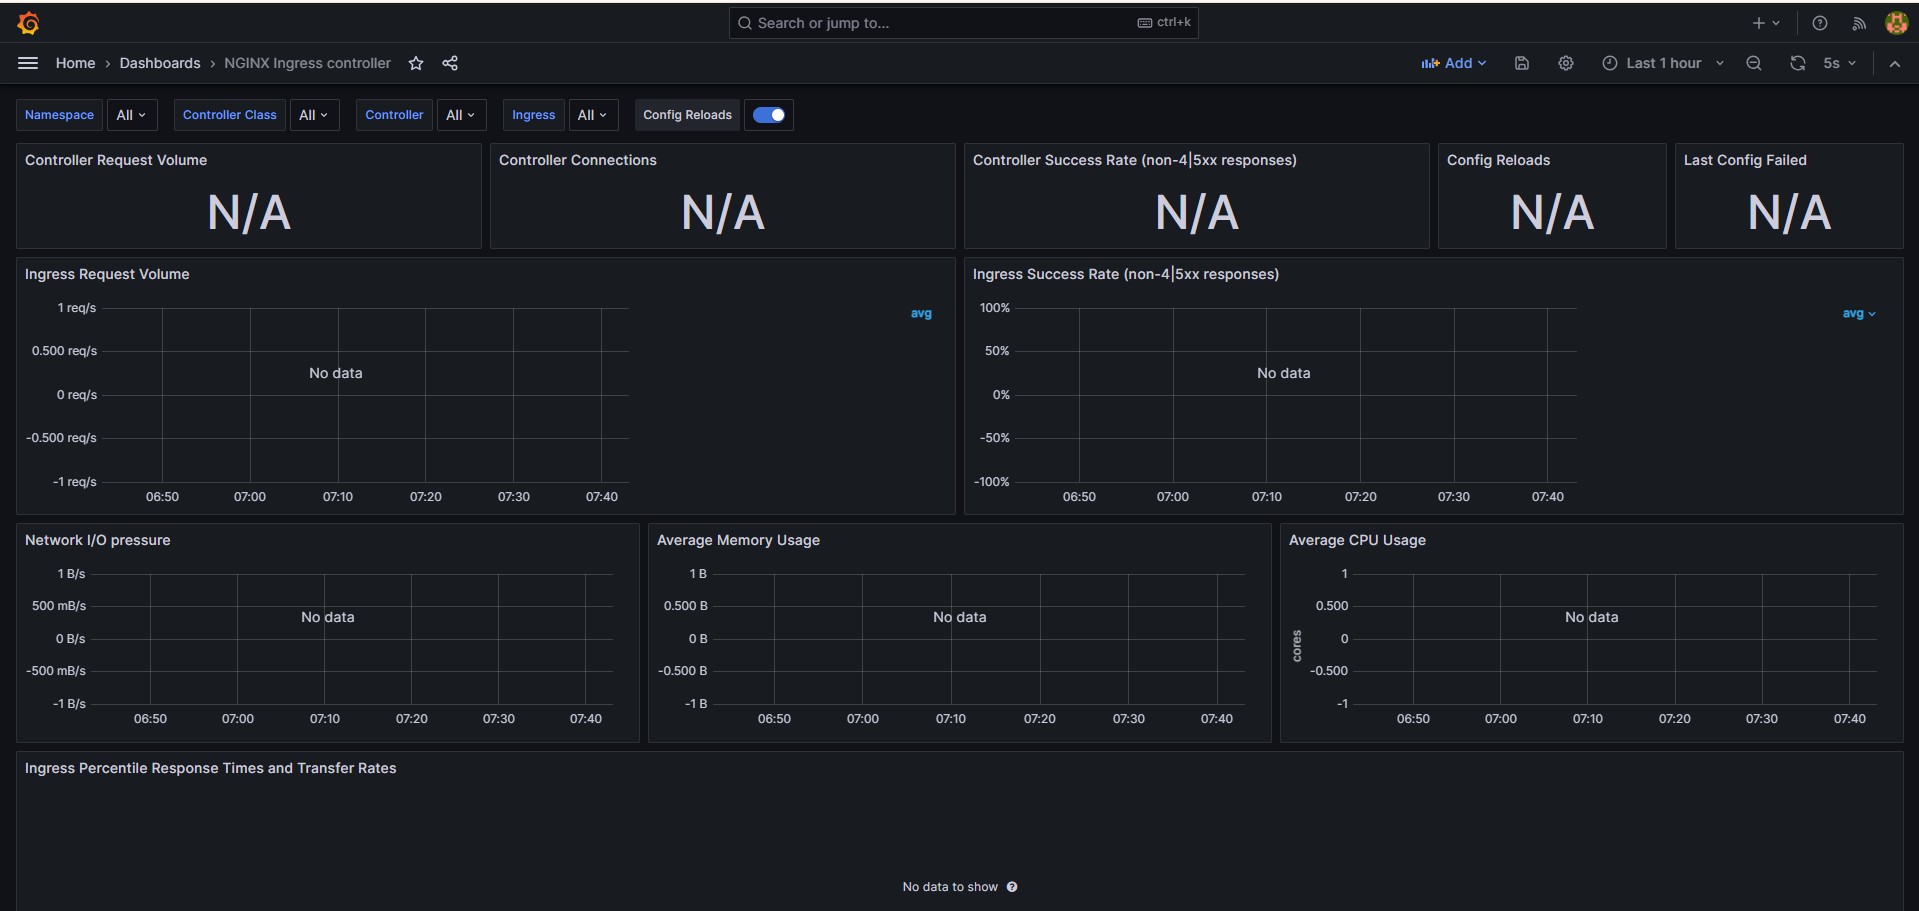 Search or jump to...
ctrl+k
Home › Dashboards › NGINX Ingress controller
Add
Last 1 hour
5s
Namespace All
Controller Class All
Controller All
Ingress All
Config Reloads
Controller Request Volume
N/A
Controller Connections
N/A
Controller Success Rate (non-4|5xx responses)
N/A
Config Reloads
N/A
Last Config Failed
N/A
Ingress Request Volume
1 req/s
0.500 req/s
0 req/s
-0.500 req/s
-1 req/s
No data
06:50 07:00 07:10 07:20 07:30 07:40
avg
Ingress Success Rate (non-4|5xx responses)
100%
50%
0%
-50%
-100%
No data
06:50 07:00 07:10 07:20 07:30 07:40
avg
Network I/O pressure
1 B/s
500 mB/s
0 B/s
-500 mB/s
-1 B/s
No data
06:50 07:00 07:10 07:20 07:30 07:40
Average Memory Usage
1 B
0.500 B
0 B
-0.500 B
-1 B
No data
06:50 07:00 07:10 07:20 07:30 07:40
Average CPU Usage
cores
1
0.500
0
-0.500
-1
No data
06:50 07:00 07:10 07:20 07:30 07:40
Ingress Percentile Response Times and Transfer Rates
No data to show